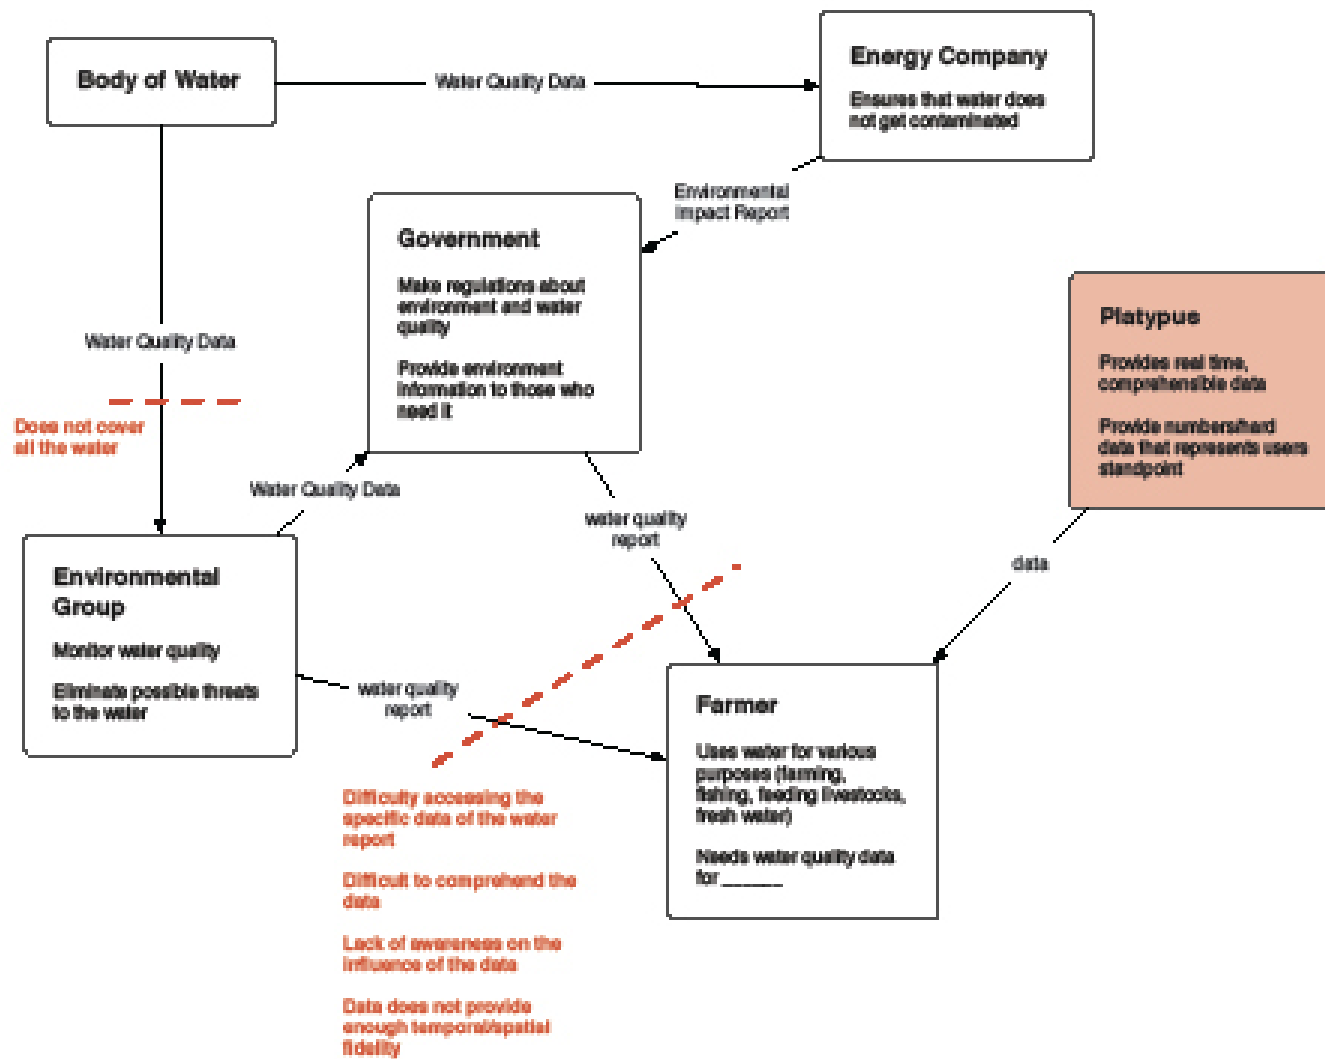 Body of Water
Water Quality Data
Energy Company
Ensures that water does
not get contaminated
Environmental
Impact Report
Government
Make regulations about
environment and water
quality
Provide environment
information to those who
need it
Platypus
Provides real time,
comprehensible data
Provide numbers/hard
data that represents users
standpoint
Water Quality Data
Does not cover
all the water
Water Quality Data
water quality
report
data
Environmental
Group
Monitor water quality
Eliminate possible threats
to the water
water quality
report
Farmer
Uses water for various
purposes (farming,
fishing, feeding livestocks,
fresh water)
Needs water quality data
for ______
Difficulty accessing the
specific data of the water
report
Difficult to comprehend the
data
Lack of awareness on the
influence of the data
Data does not provide
enough temporal/spatial
fidelity